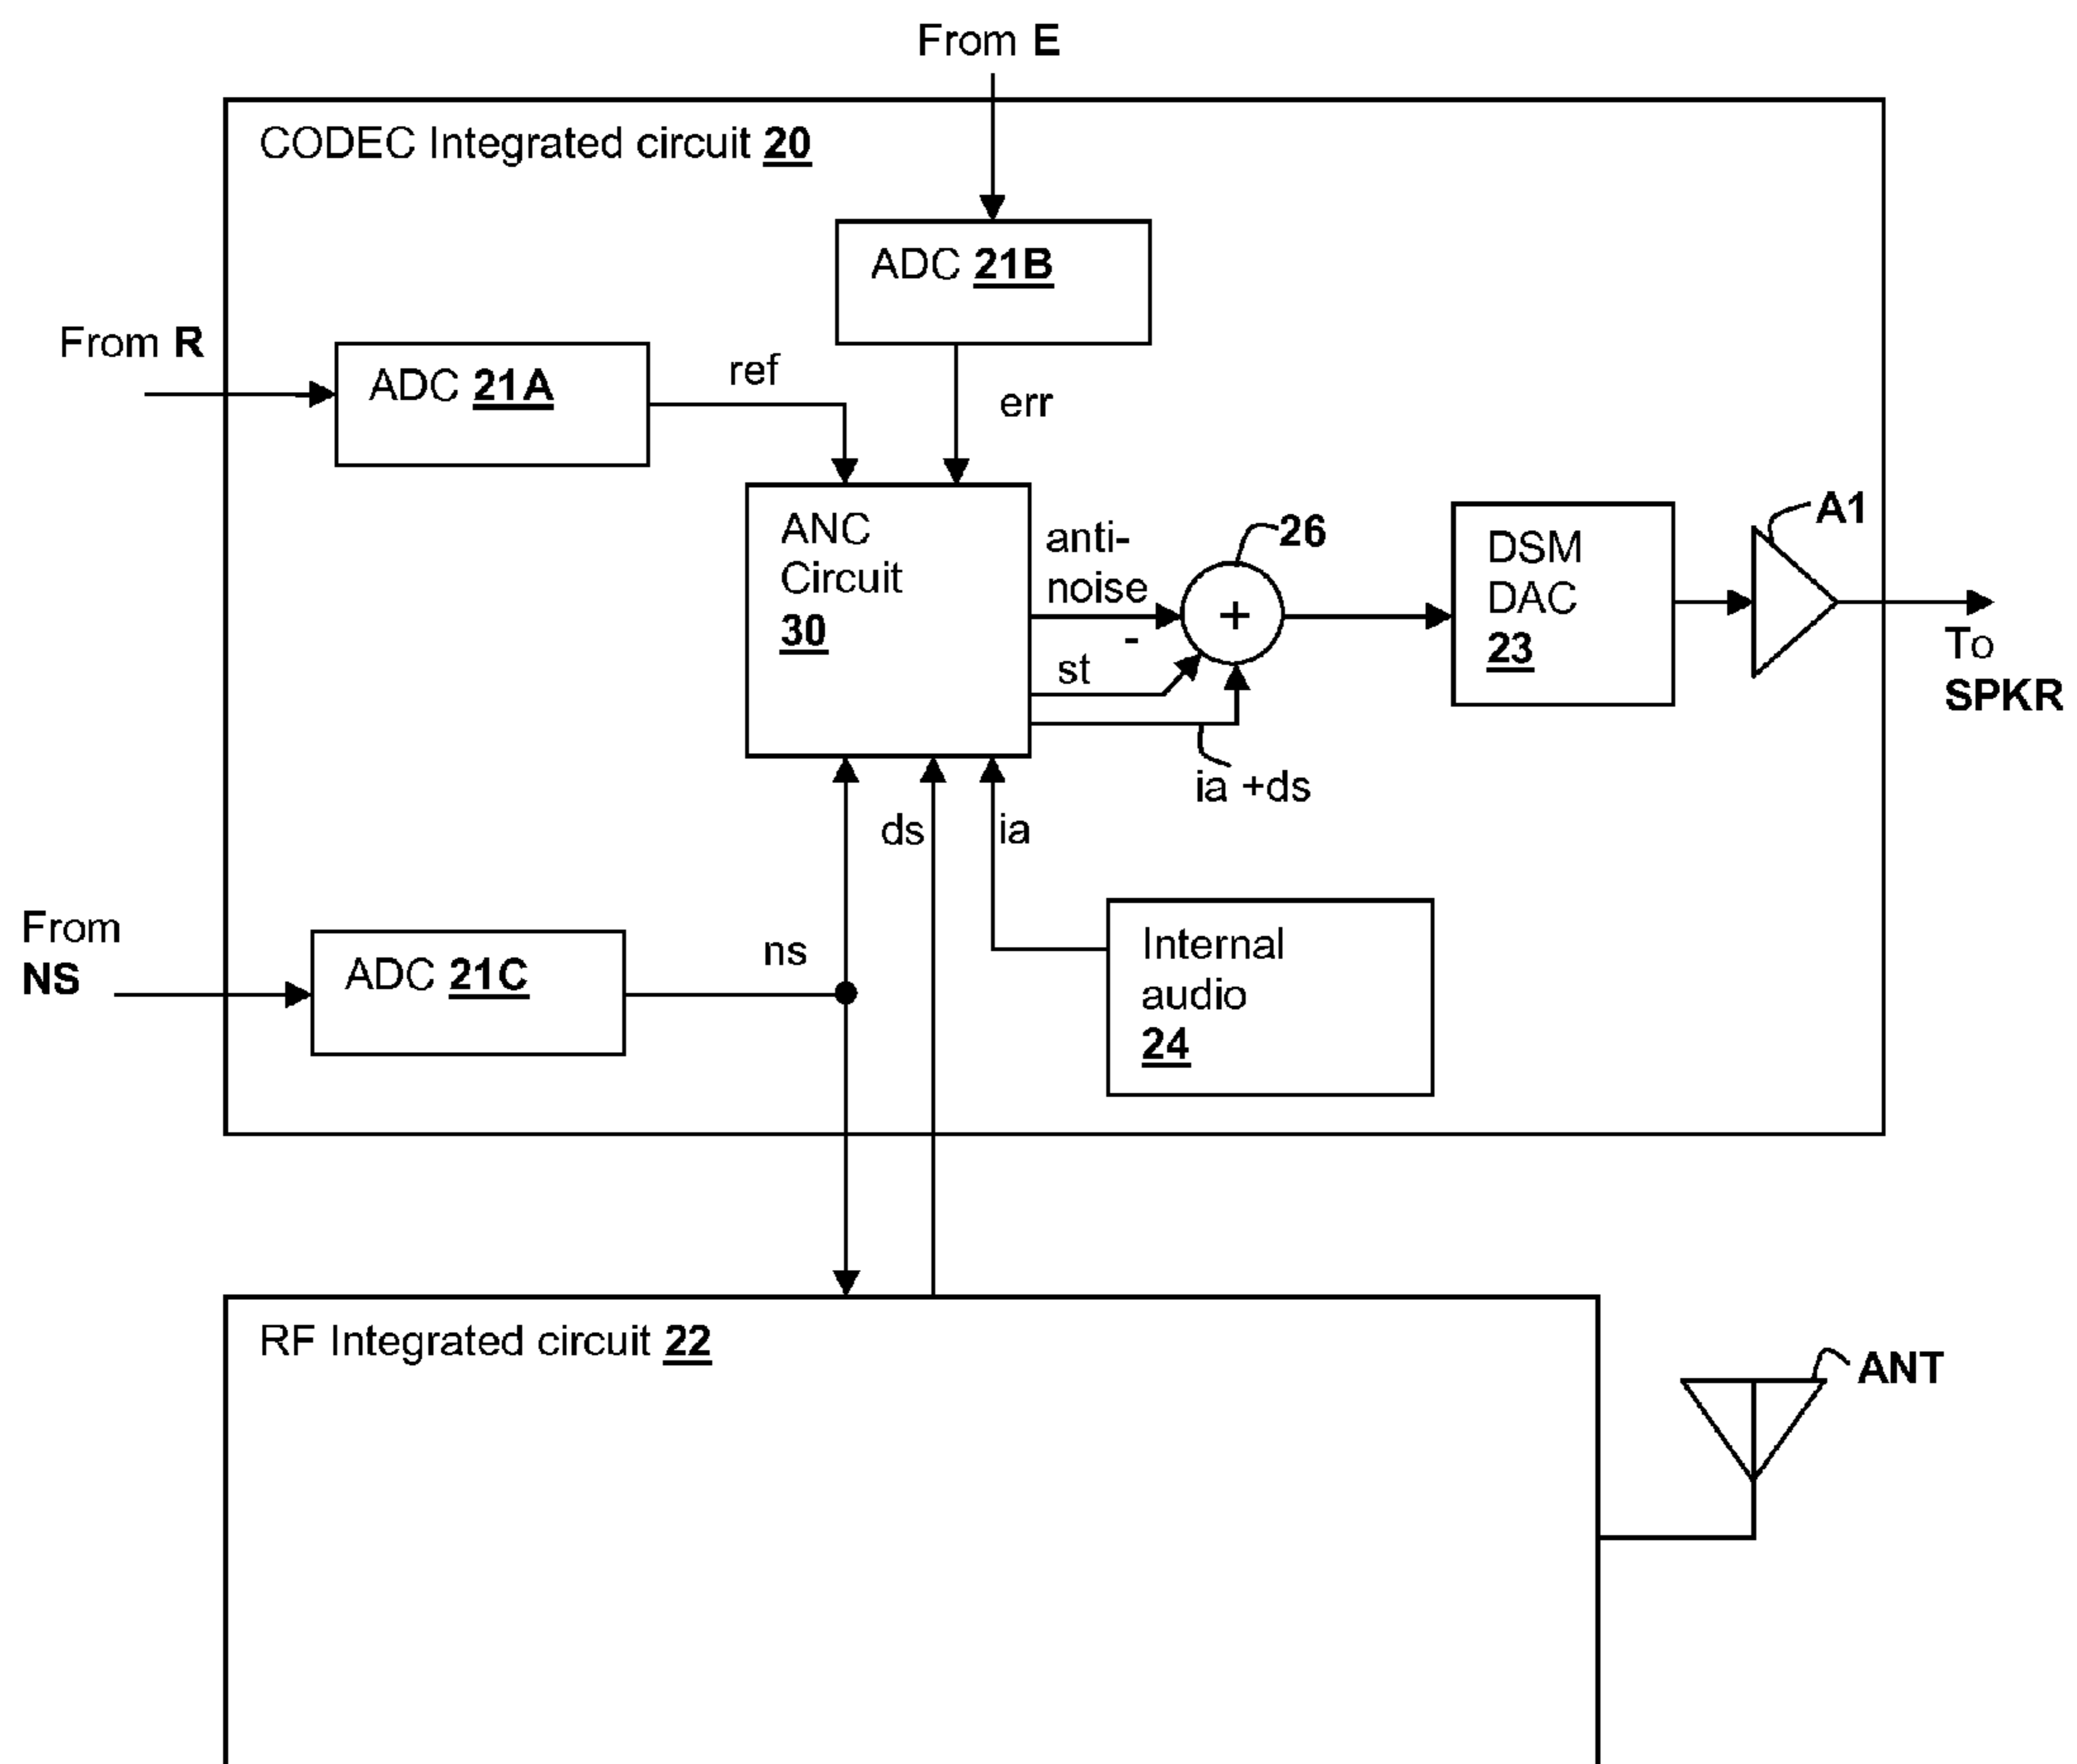 From E
CODEC Integrated circuit 20
ADC 21B
From R
ADC 21A
ref
err
ANC
Circuit
30
anti-
noise
-
st
26
+
DSM
DAC
23
A1
To
SPKR
ia +ds
ds
ia
From
NS
ADC 21C
ns
Internal
audio
24
RF Integrated circuit 22
ANT